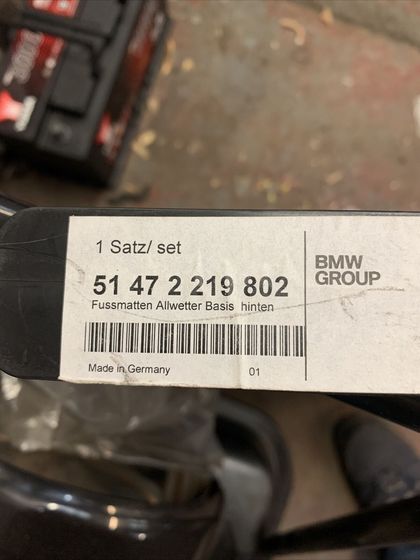 1 Satz/ set
51 47 2 219 802
Fussmatten Allwetter Basis hinten
Made in Germany
01
BMW
GROUP